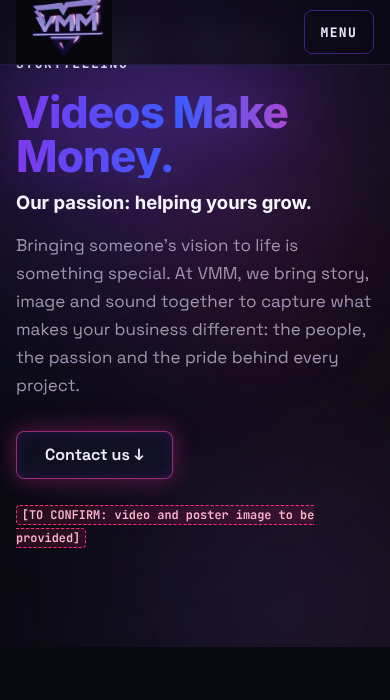 VMM
MENU
STORYTELLING
Videos Make
Money.
Our passion: helping yours grow.
Bringing someone's vision to life is
something special. At VMM, we bring story,
image and sound together to capture what
makes your business different: the people,
the passion and the pride behind every
project.
Contact us ↓
[TO CONFIRM: video and poster image to be
provided]